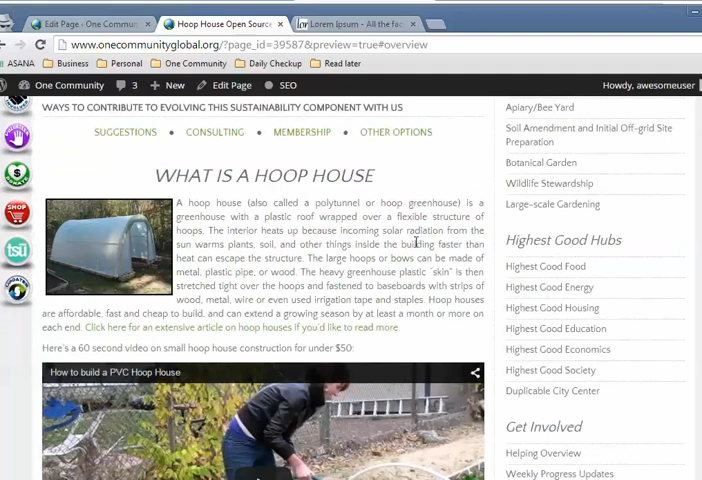 Edit Page ‹ One Commun
Hoop House Open Source
Lorem Ipsum - All the fac
www.onecommunityglobal.org/?page_id=39587&preview=true#overview
ASANA Business Personal One Community Daily Checkup Read later
One Community 3 New Edit Page SEO Howdy, awesomeuser
WAYS TO CONTRIBUTE TO EVOLVING THIS SUSTAINABILITY COMPONENT WITH US
SUGGESTIONS ● CONSULTING ● MEMBERSHIP ● OTHER OPTIONS
WHAT IS A HOOP HOUSE
A hoop house (also called a polytunnel or hoop greenhouse) is a
greenhouse with a plastic roof wrapped over a flexible structure of
hoops. The interior heats up because incoming solar radiation from the
sun warms plants, soil, and other things inside the building faster than
heat can escape the structure. The large hoops or bows can be made of
metal, plastic pipe, or wood. The heavy greenhouse plastic "skin" is then
stretched tight over the hoops and fastened to baseboards with strips of
wood, metal, wire or even used irrigation tape and staples. Hoop houses
are affordable, fast and cheap to build, and can extend a growing season by at least a month or more on
each end. Click here for an extensive article on hoop houses if you'd like to read more.
Here's a 60 second video on small hoop house construction for under $50:
How to build a PVC Hoop House
Apiary/Bee Yard
Soil Amendment and Initial Off-grid Site
Preparation
Botanical Garden
Wildlife Stewardship
Large-scale Gardening
Highest Good Hubs
Highest Good Food
Highest Good Energy
Highest Good Housing
Highest Good Education
Highest Good Economics
Highest Good Society
Duplicable City Center
Get Involved
Helping Overview
Weekly Progress Updates
SHOP
tsu